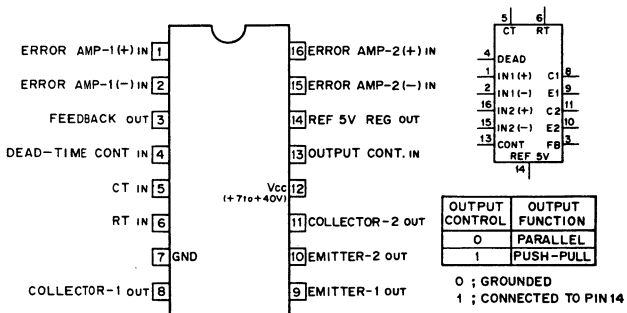 ERROR AMP-1(+) IN 1
ERROR AMP-1(-) IN 2
FEEDBACK OUT 3
DEAD-TIME CONT IN 4
CT IN 5
RT IN 6
7 GND
COLLECTOR-1 OUT 8
16 ERROR AMP-2(+) IN
15 ERROR AMP-2(-) IN
14 REF 5V REG OUT
13 OUTPUT CONT. IN
Vcc 12
(+7to+40V)
11 COLLECTOR-2 OUT
10 EMITTER-2 OUT
9 EMITTER-1 OUT
5 6
CT RT
4 DEAD
1 IN1(+) C1 8
2 IN1(-) E1 9
16 IN2(+) C2 11
15 IN2(-) E2 10
13 CONT FB 3
REF 5V
14
OUTPUT CONTROL OUTPUT FUNCTION
0 PARALLEL
1 PUSH-PULL
0 ; GROUNDED
1 ; CONNECTED TO PIN14